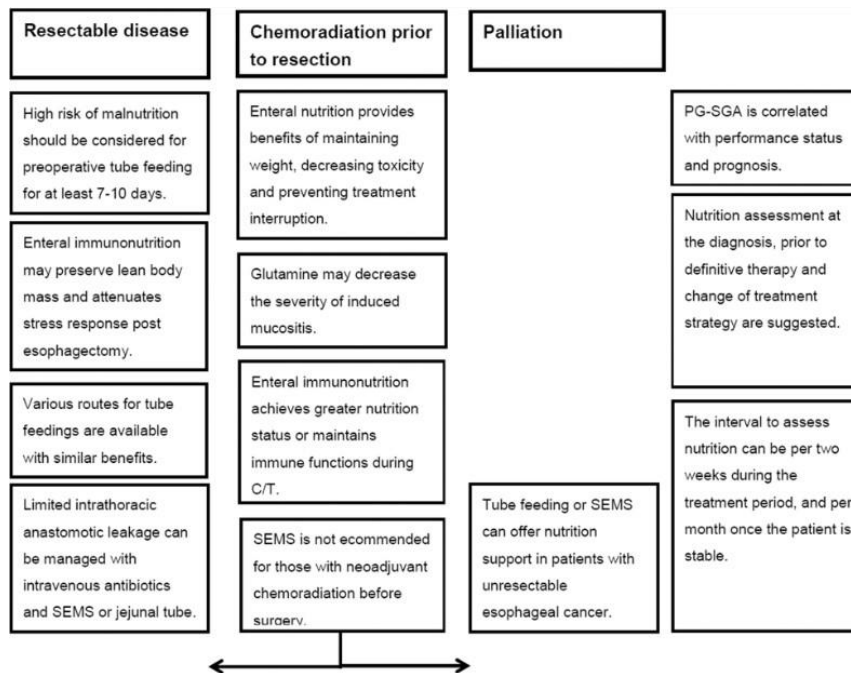 Resectable disease
Chemoradiation prior
to resection
Palliation
High risk of malnutrition
should be considered for
preoperative tube feeding
for at least 7-10 days.
Enteral immunonutrition
may preserve lean body
mass and attenuates
stress response post
esophagectomy.
Various routes for tube
feedings are available
with similar benefits.
Limited intrathoracic
anastomotic leakage can
be managed with
intravenous antibiotics
and SEMS or jejunal tube.
Enteral nutrition provides
benefits of maintaining
weight, decreasing toxicity
and preventing treatment
interruption.
Glutamine may decrease
the severity of induced
mucositis.
Enteral immunonutrition
achieves greater nutrition
status or maintains
immune functions during
C/T.
SEMS is not ecommended
for those with neoadjuvant
chemoradiation before
surgery.
Tube feeding or SEMS
can offer nutrition
support in patients with
unresectable
esophageal cancer.
PG-SGA is correlated
with performance status
and prognosis.
Nutrition assessment at
the diagnosis, prior to
definitive therapy and
change of treatment
strategy are suggested.
The interval to assess
nutrition can be per two
weeks during the
treatment period, and per
month once the patient is
stable.